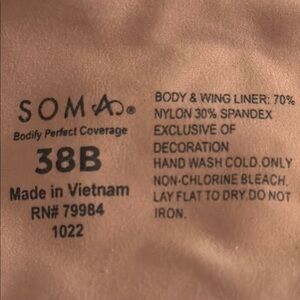 SOMA®
Bodify Perfect Coverage
38B
Made in Vietnam
RN# 79984
1022
BODY & WING LINER: 70%
NYLON 30% SPANDEX
EXCLUSIVE OF
DECORATION
HAND WASH COLD.ONLY
NON-CHLORINE BLEACH.
LAY FLAT TO DRY.DO NOT
IRON.